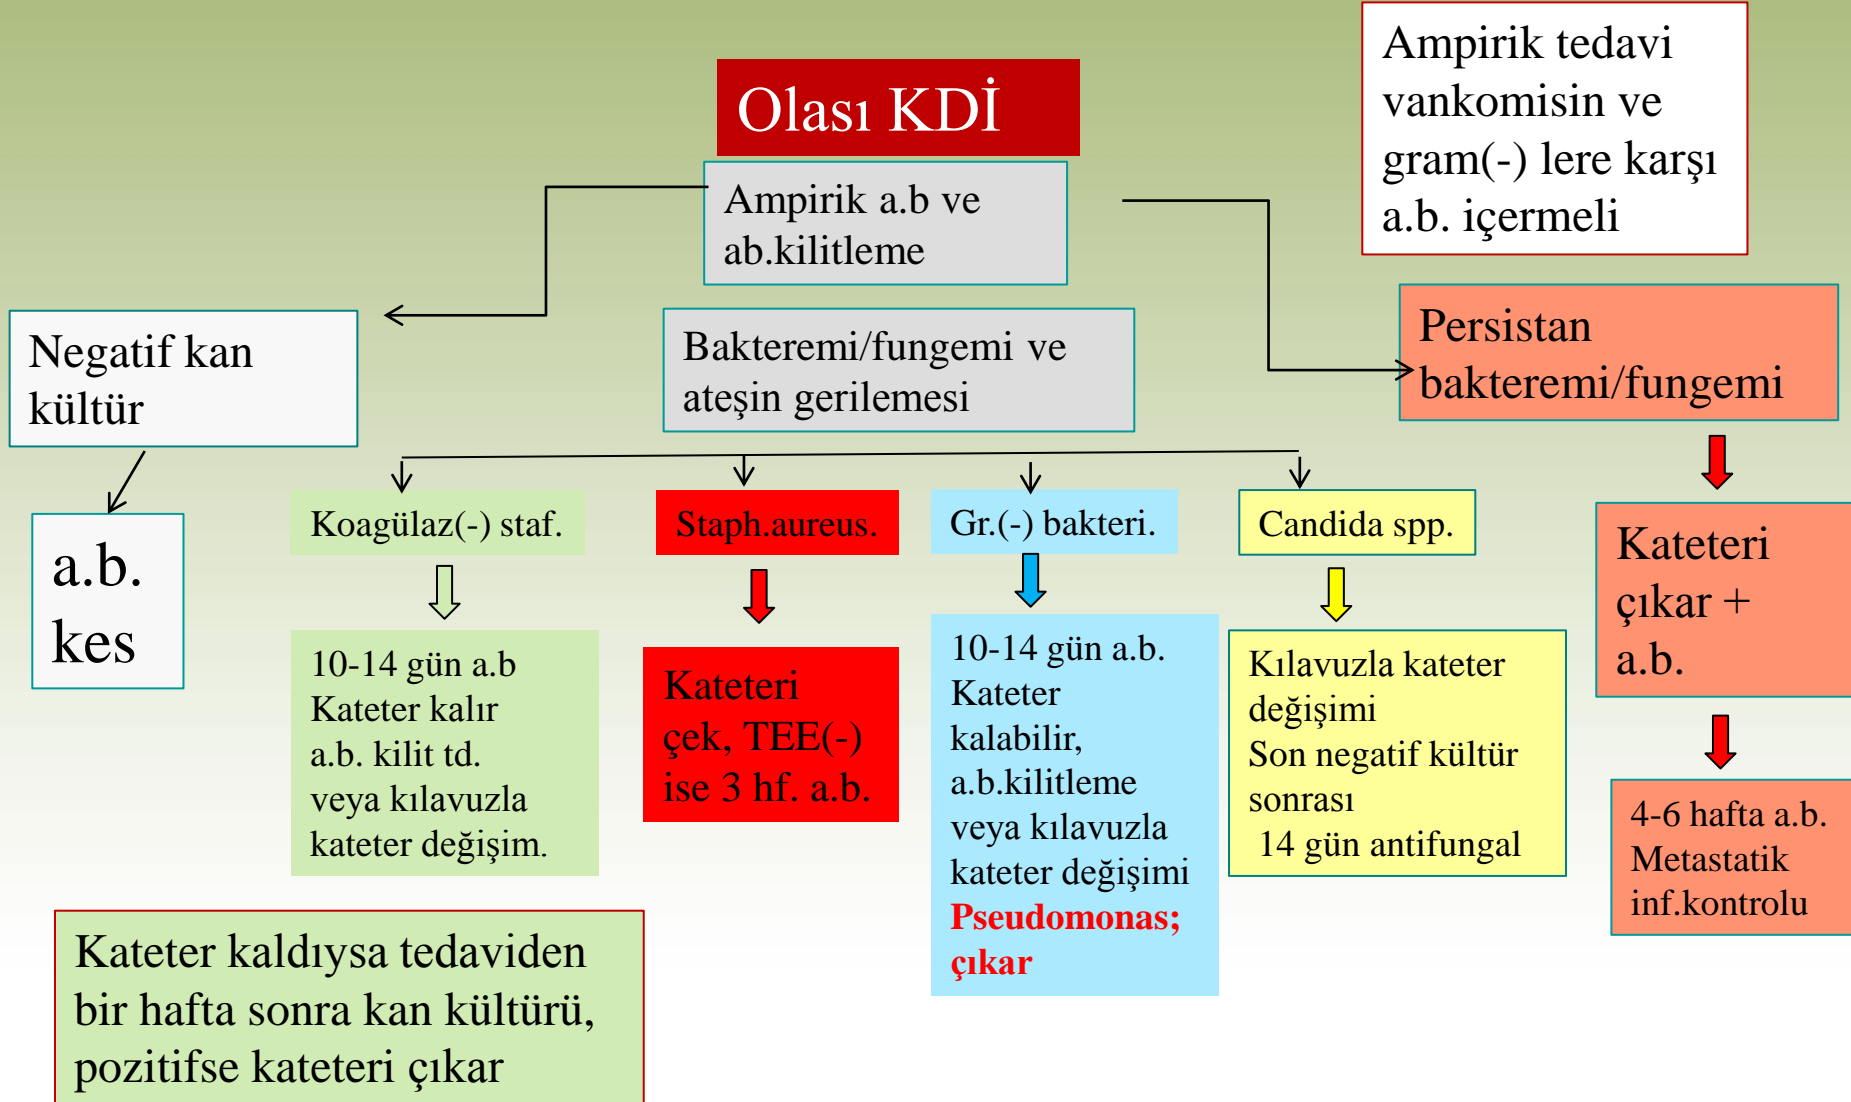 Olası KDİ
Ampirik tedavi
vankomisin ve
gram(-) lere karşı
a.b. içermeli
Ampirik a.b ve
ab.kilitleme
Negatif kan
kültür
Bakteremi/fungemi ve
ateşin gerilemesi
Persistan
bakteremi/fungemi
a.b.
kes
Koagülaz(-) staf.
Staph.aureus.
Gr.(-) bakteri.
Candida spp.
Kateteri
çıkar +
a.b.
10-14 gün a.b
Kateter kalır
a.b. kilit td.
veya kılavuzla
kateter değişim.
Kateteri
çek, TEE(-)
ise 3 hf. a.b.
10-14 gün a.b.
Kateter
kalabilir,
a.b.kilitleme
veya kılavuzla
kateter değişimi
Pseudomonas;
çıkar
Kılavuzla kateter
değişimi
Son negatif kültür
sonrası
14 gün antifungal
4-6 hafta a.b.
Metastatik
inf.kontrolu
Kateter kaldıysa tedaviden
bir hafta sonra kan kültürü,
pozitifse kateteri çıkar